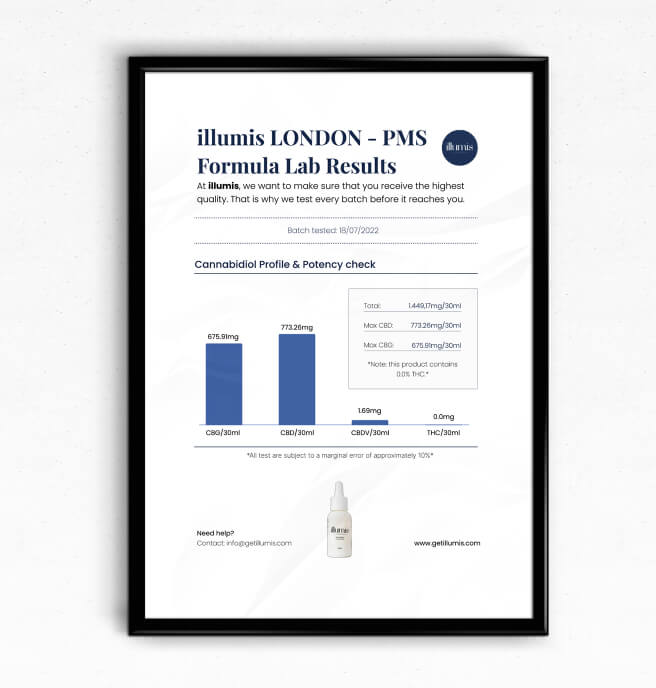 illumis LONDON - PMS
Formula Lab Results
illumis
At illumis, we want to make sure that you receive the highest
quality. That is why we test every batch before it reaches you.
Batch tested: 18/07/2022
Cannabidiol Profile & Potency check
Total: 1.449,17mg/30ml
Max CBD: 773.26mg/30ml
Max CBG: 675.91mg/30ml
*Note: this product contains
0.0% THC.*
675.91mg
773.26mg
1.69mg
0.0mg
CBG/30ml CBD/30ml CBDV/30ml THC/30ml
*All test are subject to a marginal error of approximately 10%*
illumis
Need help?
Contact: info@getillumis.com
www.getillumis.com